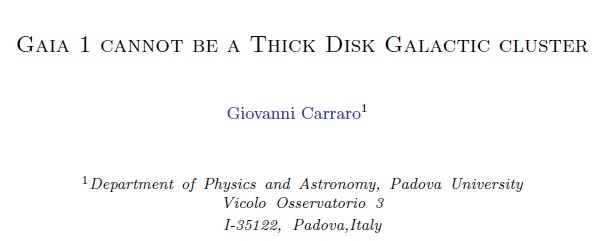 Gaia 1 cannot be a Thick Disk Galactic cluster
Giovanni Carraro¹
¹Department of Physics and Astronomy, Padova University
Vicolo Osservatorio 3
I-35122, Padova,Italy